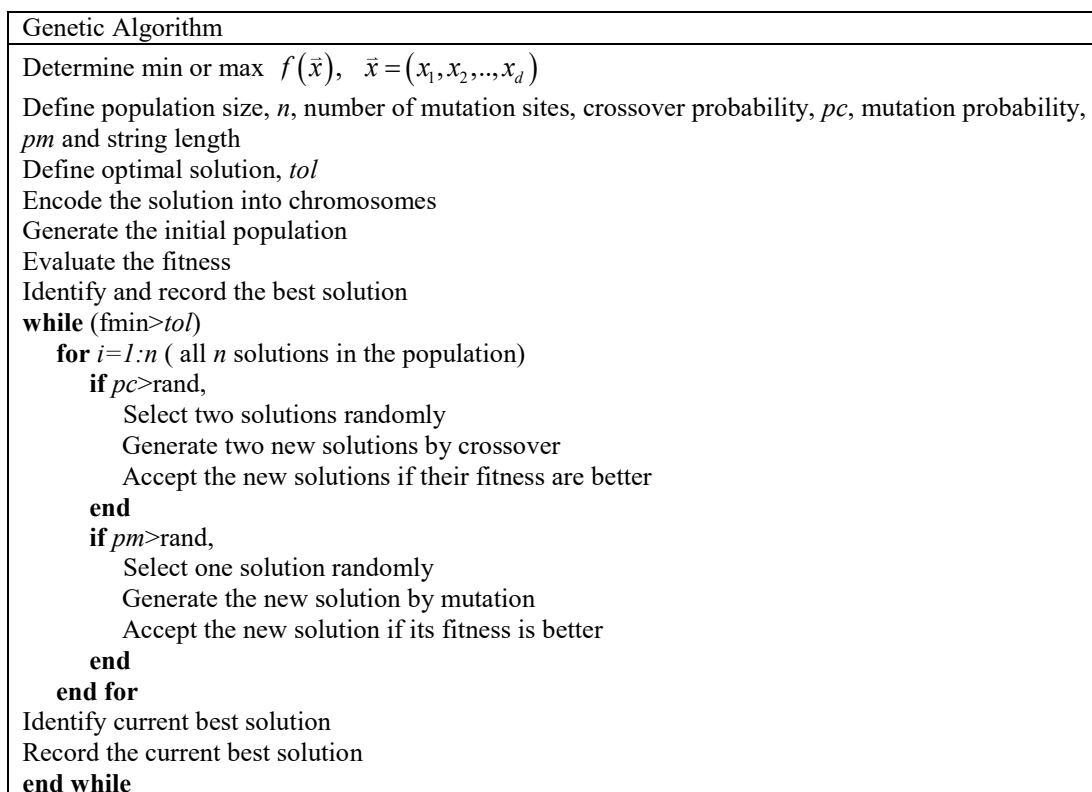 Genetic Algorithm
Determine min or max f(x⃗), x⃗ = (x₁, x₂,.., x_d)
Define population size, n, number of mutation sites, crossover probability, pc, mutation probability,
pm and string length
Define optimal solution, tol
Encode the solution into chromosomes
Generate the initial population
Evaluate the fitness
Identify and record the best solution
while (fmin>tol)
for i=1:n ( all n solutions in the population)
if pc>rand,
Select two solutions randomly
Generate two new solutions by crossover
Accept the new solutions if their fitness are better
end
if pm>rand,
Select one solution randomly
Generate the new solution by mutation
Accept the new solution if its fitness is better
end
end for
Identify current best solution
Record the current best solution
end while